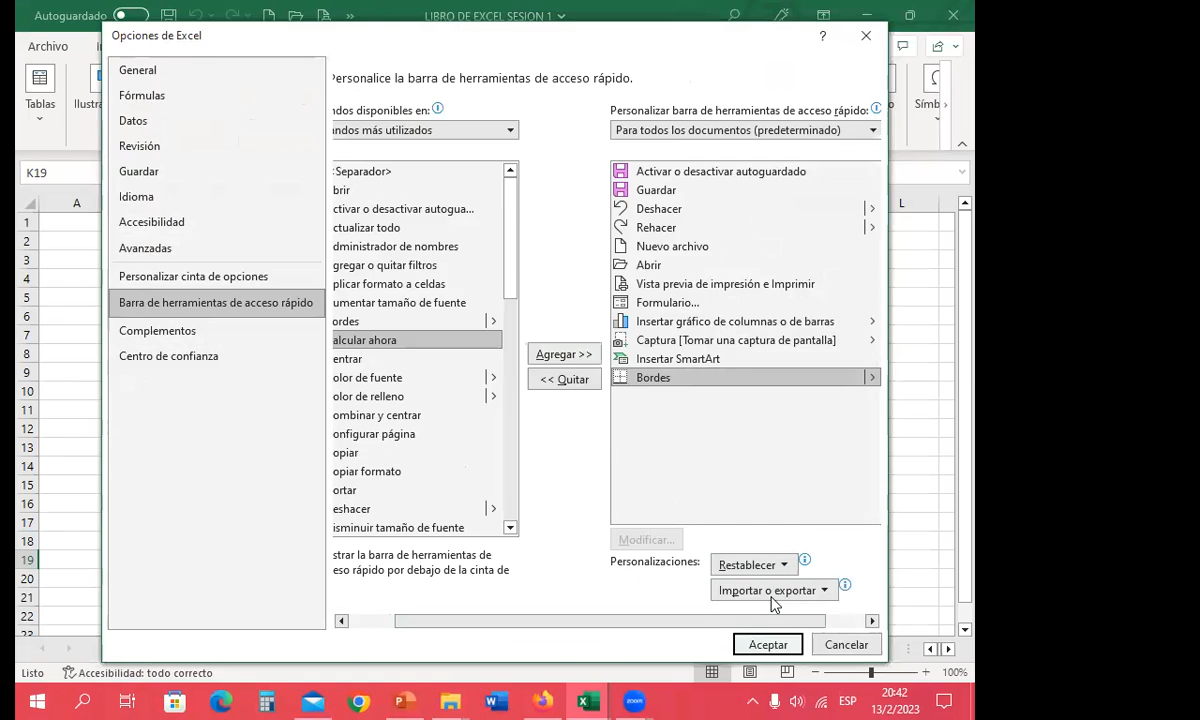 Autoguardado
LIBRO DE EXCEL SESION 1
Opciones de Excel
?
Archivo
Tablas
Ilustra
Símb
K19
A
L
1
2
3
4
5
6
7
8
9
10
11
12
13
14
15
16
17
18
19
20
21
22
23
General
Fórmulas
Datos
Revisión
Guardar
Idioma
Accesibilidad
Avanzadas
Personalizar cinta de opciones
Barra de herramientas de acceso rápido
Complementos
Centro de confianza
Personalice la barra de herramientas de acceso rápido.
ndos disponibles en:
andos más utilizados
<Separador>
brir
ctivar o desactivar autogua...
ctualizar todo
dministrador de nombres
gregar o quitar filtros
plicar formato a celdas
umentar tamaño de fuente
ordes
alcular ahora
entrar
olor de fuente
olor de relleno
ombinar y centrar
onfigurar página
opiar
opiar formato
ortar
eshacer
isminuir tamaño de fuente
strar la barra de herramientas de
eso rápido por debajo de la cinta de
Agregar >>
<< Quitar
Personalizar barra de herramientas de acceso rápido:
Para todos los documentos (predeterminado)
Activar o desactivar autoguardado
Guardar
Deshacer
Rehacer
Nuevo archivo
Abrir
Vista previa de impresión e Imprimir
Formulario...
Insertar gráfico de columnas o de barras
Captura [Tomar una captura de pantalla]
Insertar SmartArt
Bordes
Modificar...
Personalizaciones:
Restablecer
Importar o exportar
Aceptar
Cancelar
Listo
Accesibilidad: todo correcto
100%
zoom
ESP
20:42
13/2/2023